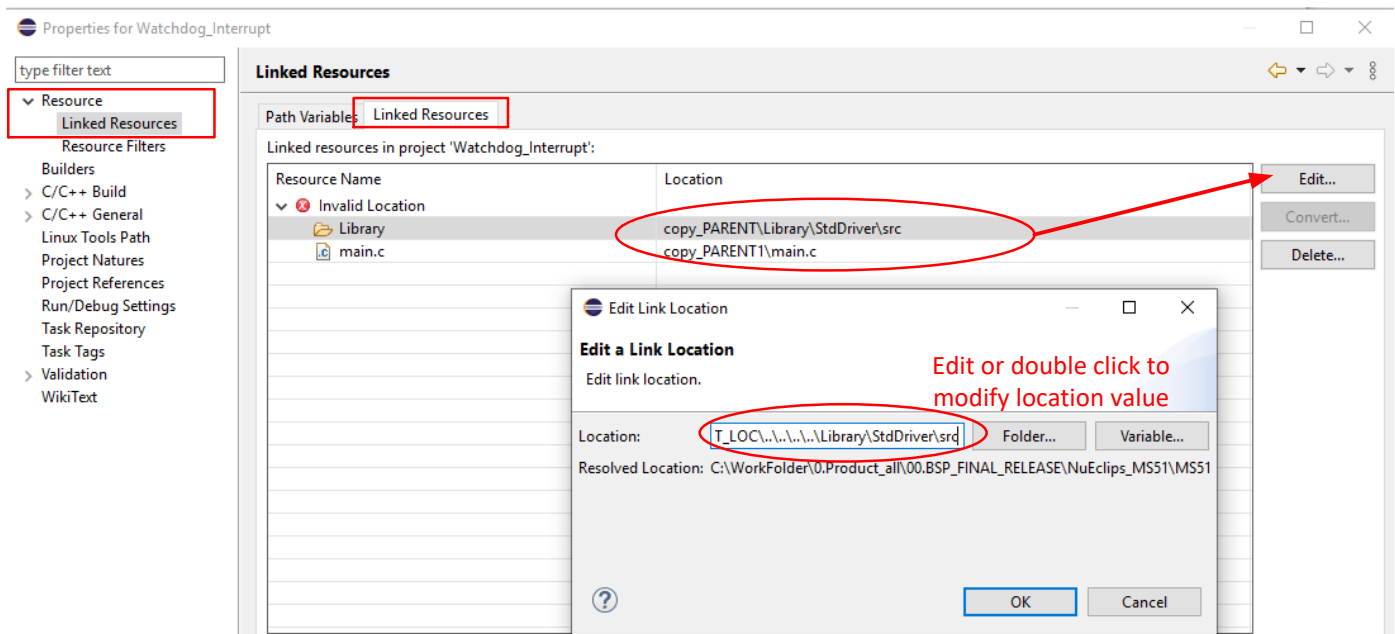 Properties for Watchdog_Interrupt
type filter text
Resource
Linked Resources
Resource Filters
Builders
C/C++ Build
C/C++ General
Linux Tools Path
Project Natures
Project References
Run/Debug Settings
Task Repository
Task Tags
Validation
WikiText
Linked Resources
Path Variables
Linked Resources
Linked resources in project 'Watchdog_Interrupt':
Resource Name Location
Invalid Location
Library copy_PARENT\Library\StdDriver\src
main.c copy_PARENT1\main.c
Edit...
Convert...
Delete...
Edit Link Location
Edit a Link Location
Edit link location.
Edit or double click to
modify location value
Location: T_LOC\..\..\..\..\Library\StdDriver\src Folder... Variable...
Resolved Location: C:\WorkFolder\0.Product_all\00.BSP_FINAL_RELEASE\NuEclips_MS51\MS51
OK Cancel